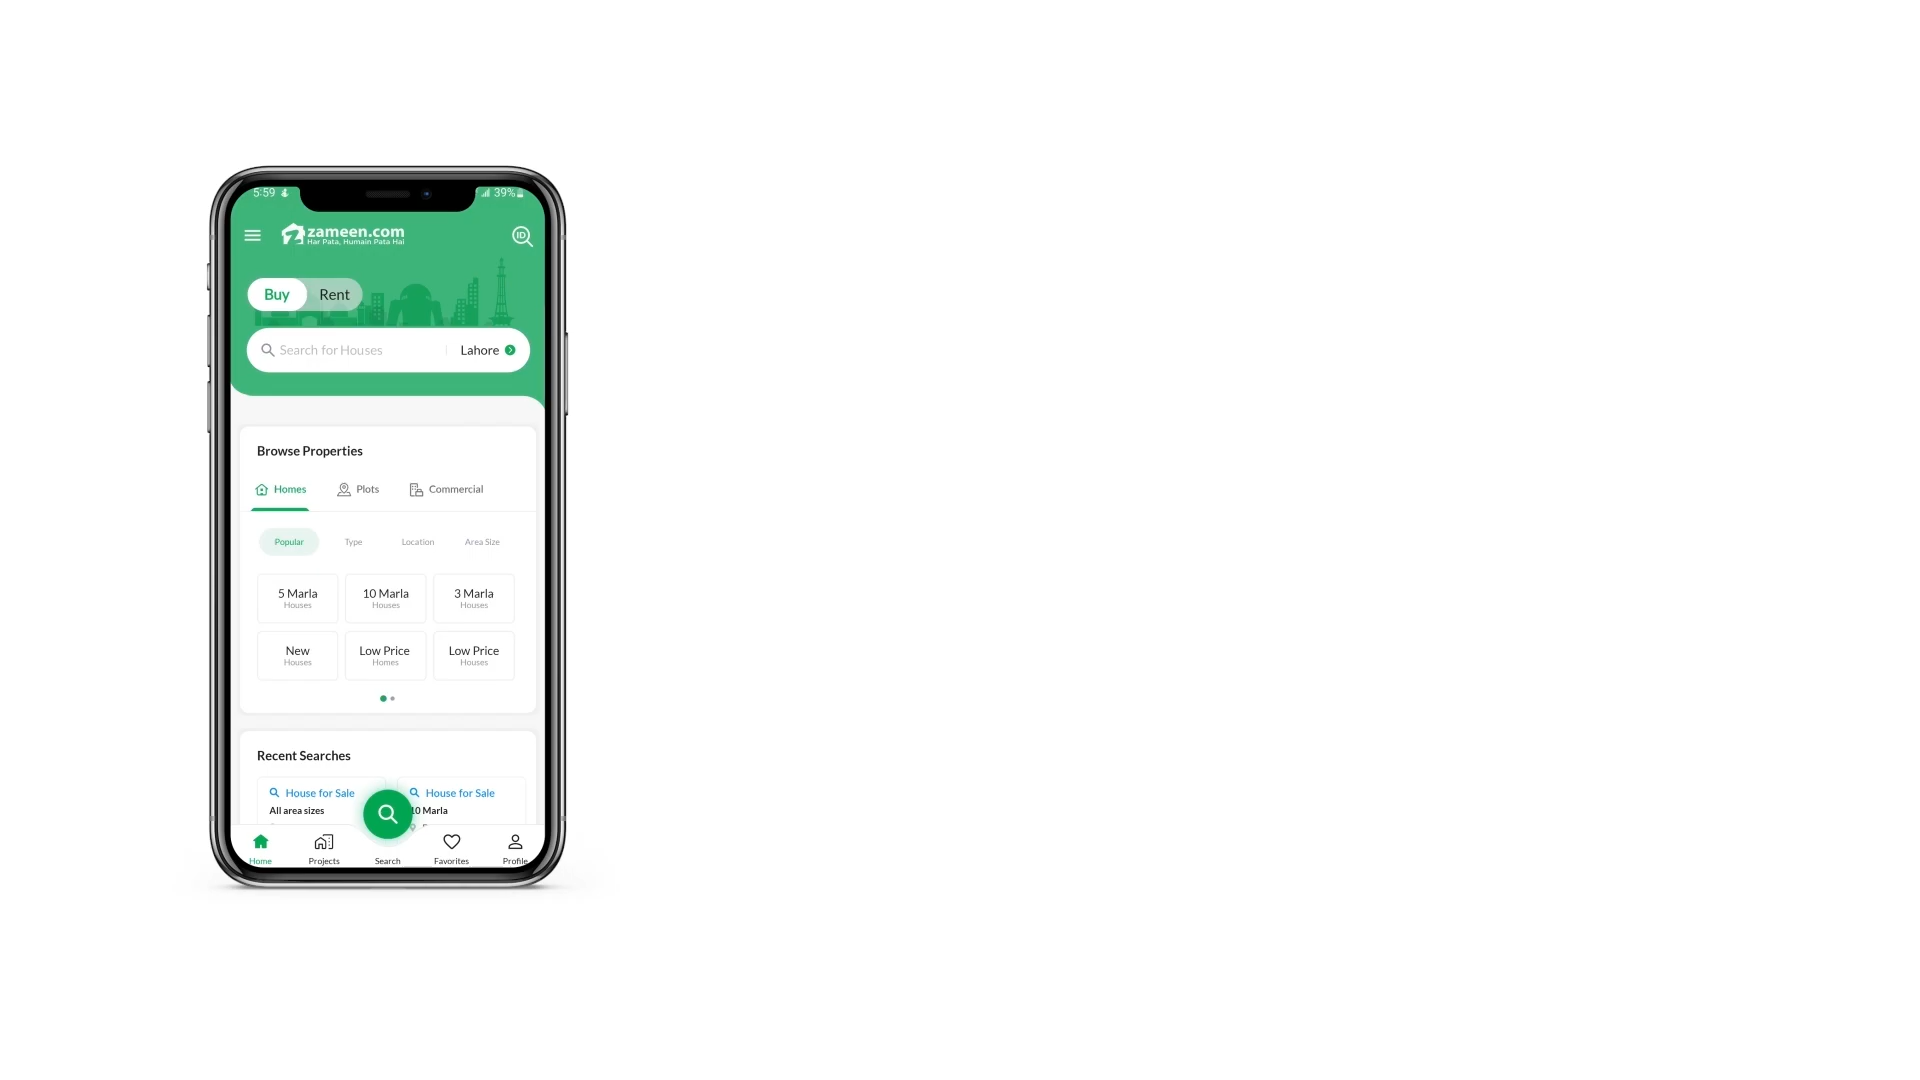 5:59
39%
zameen.com
Har Pata, Humain Pata Hai
ID
Buy Rent
Search for Houses Lahore
Browse Properties
Homes Plots Commercial
Popular Type Location Area Size
5 Marla 10 Marla 3 Marla
Houses Houses Houses
New Low Price Low Price
Houses Homes Houses
Recent Searches
House for Sale House for Sale
All area sizes 10 Marla
Home Projects Search Favorites Profile